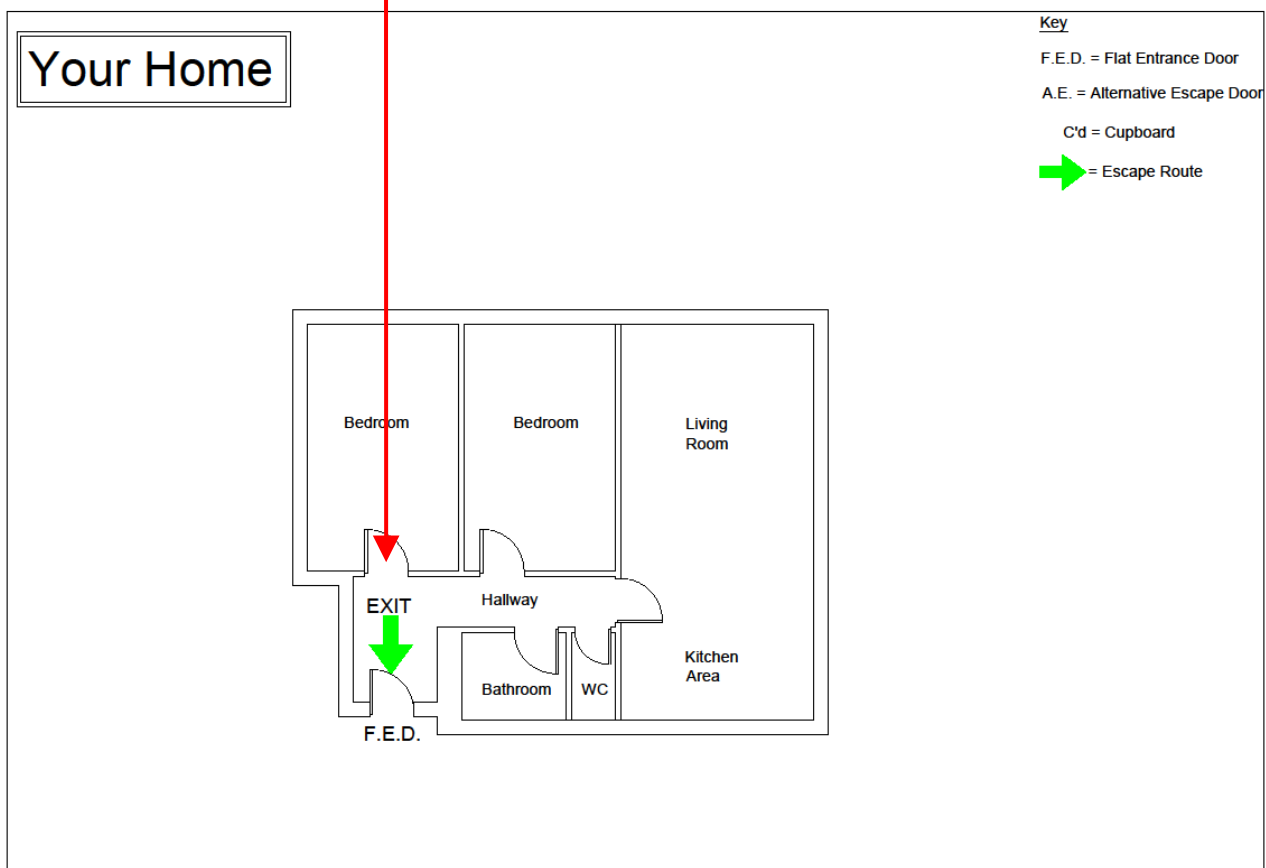 Your Home
Key
F.E.D. = Flat Entrance Door
A.E. = Alternative Escape Door
C'd = Cupboard
= Escape Route
Bedroom
Bedroom
Living
Room
EXIT
Hallway
Kitchen
Area
Bathroom
WC
F.E.D.